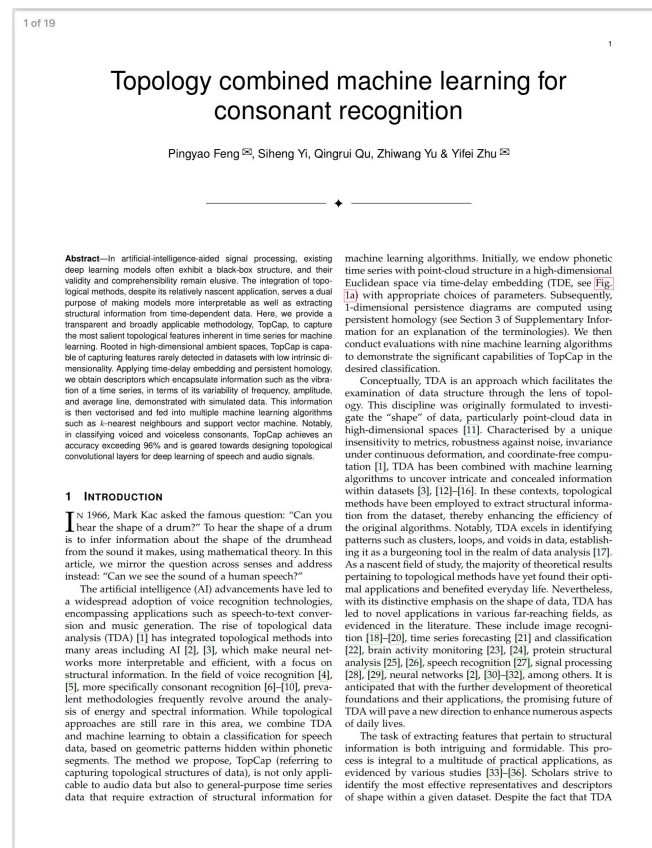 1 of 19
1
Topology combined machine learning for
consonant recognition
Pingyao Feng ✉, Siheng Yi, Qingrui Qu, Zhiwang Yu & Yifei Zhu ✉
Abstract—In artificial-intelligence-aided signal processing, existing
deep learning models often exhibit a black-box structure, and their
validity and comprehensibility remain elusive. The integration of topo-
logical methods, despite its relatively nascent application, serves a dual
purpose of making models more interpretable as well as extracting
structural information from time-dependent data. Here, we provide a
transparent and broadly applicable methodology, TopCap, to capture
the most salient topological features inherent in time series for machine
learning. Rooted in high-dimensional ambient spaces, TopCap is capa-
ble of capturing features rarely detected in datasets with low intrinsic di-
mensionality. Applying time-delay embedding and persistent homology,
we obtain descriptors which encapsulate information such as the vibra-
tion of a time series, in terms of its variability of frequency, amplitude,
and average line, demonstrated with simulated data. This information
is then vectorised and fed into multiple machine learning algorithms
such as k-nearest neighbours and support vector machine. Notably,
in classifying voiced and voiceless consonants, TopCap achieves an
accuracy exceeding 96% and is geared towards designing topological
convolutional layers for deep learning of speech and audio signals.
1 INTRODUCTION
IN 1966, Mark Kac asked the famous question: “Can you
hear the shape of a drum?” To hear the shape of a drum
is to infer information about the shape of the drumhead
from the sound it makes, using mathematical theory. In this
article, we mirror the question across senses and address
instead: “Can we see the sound of a human speech?”
The artificial intelligence (AI) advancements have led to
a widespread adoption of voice recognition technologies,
encompassing applications such as speech-to-text conver-
sion and music generation. The rise of topological data
analysis (TDA) [1] has integrated topological methods into
many areas including AI [2], [3], which make neural net-
works more interpretable and efficient, with a focus on
structural information. In the field of voice recognition [4],
[5], more specifically consonant recognition [6]–[10], preva-
lent methodologies frequently revolve around the analy-
sis of energy and spectral information. While topological
approaches are still rare in this area, we combine TDA
and machine learning to obtain a classification for speech
data, based on geometric patterns hidden within phonetic
segments. The method we propose, TopCap (referring to
capturing topological structures of data), is not only appli-
cable to audio data but also to general-purpose time series
data that require extraction of structural information for
machine learning algorithms. Initially, we endow phonetic
time series with point-cloud structure in a high-dimensional
Euclidean space via time-delay embedding (TDE, see Fig.
1a) with appropriate choices of parameters. Subsequently,
1-dimensional persistence diagrams are computed using
persistent homology (see Section 3 of Supplementary Infor-
mation for an explanation of the terminologies). We then
conduct evaluations with nine machine learning algorithms
to demonstrate the significant capabilities of TopCap in the
desired classification.
Conceptually, TDA is an approach which facilitates the
examination of data structure through the lens of topol-
ogy. This discipline was originally formulated to investi-
gate the “shape” of data, particularly point-cloud data in
high-dimensional spaces [11]. Characterised by a unique
insensitivity to metrics, robustness against noise, invariance
under continuous deformation, and coordinate-free compu-
tation [1], TDA has been combined with machine learning
algorithms to uncover intricate and concealed information
within datasets [3], [12]–[16]. In these contexts, topological
methods have been employed to extract structural informa-
tion from the dataset, thereby enhancing the efficiency of
the original algorithms. Notably, TDA excels in identifying
patterns such as clusters, loops, and voids in data, establish-
ing it as a burgeoning tool in the realm of data analysis [17].
As a nascent field of study, the majority of theoretical results
pertaining to topological methods have yet found their opti-
mal applications and benefited everyday life. Nevertheless,
with its distinctive emphasis on the shape of data, TDA has
led to novel applications in various far-reaching fields, as
evidenced in the literature. These include image recogni-
tion [18]–[20], time series forecasting [21] and classification
[22], brain activity monitoring [23], [24], protein structural
analysis [25], [26], speech recognition [27], signal processing
[28], [29], neural networks [2], [30]–[32], among others. It is
anticipated that with the further development of theoretical
foundations and their applications, the promising future of
TDA will pave a new direction to enhance numerous aspects
of daily lives.
The task of extracting features that pertain to structural
information is both intriguing and formidable. This pro-
cess is integral to a multitude of practical applications, as
evidenced by various studies [33]–[36]. Scholars strive to
identify the most effective representatives and descriptors
of shape within a given dataset. Despite the fact that TDA